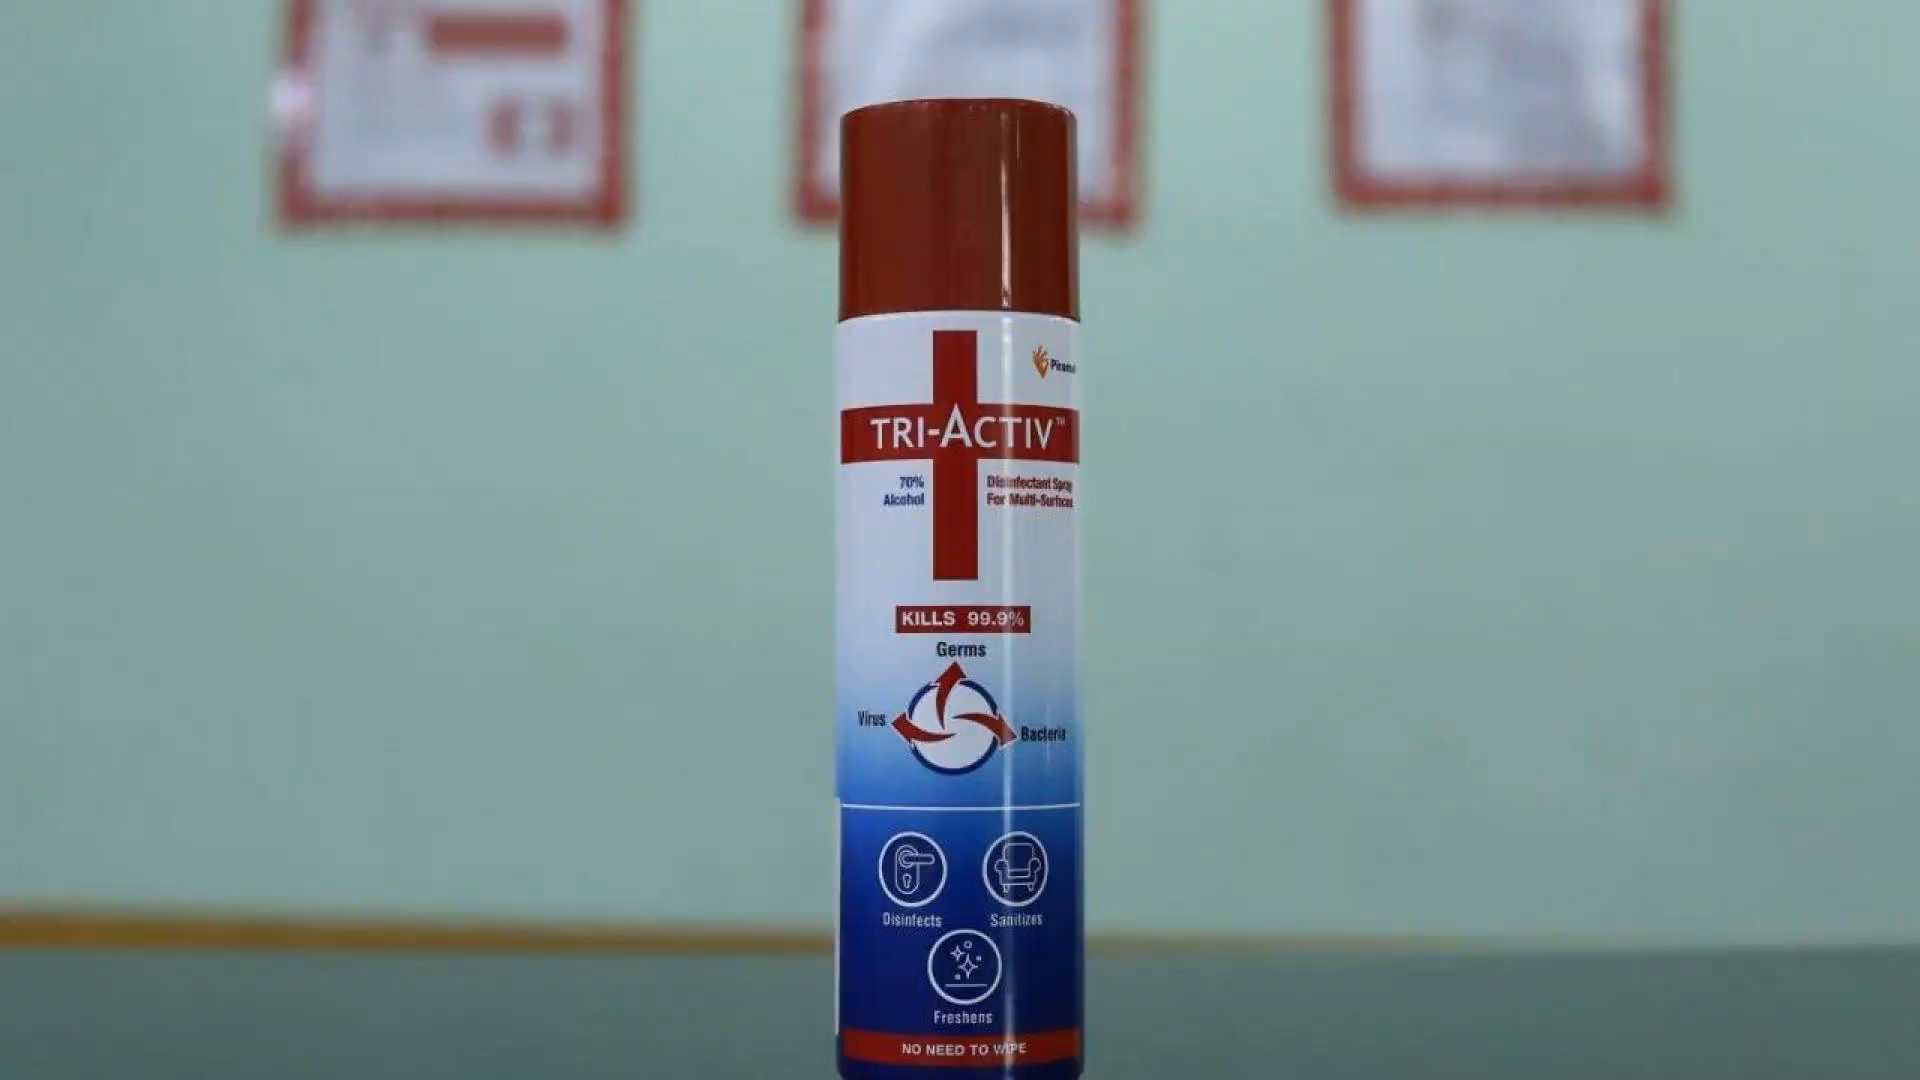 Piramal
TRI-ACTIV™
70%
Alcohol
Disinfectant Spray
For Multi-Surfaces
KILLS 99.9%
Germs
Virus
Bacteria
Disinfects
Sanitizes
Freshens
NO NEED TO WIPE